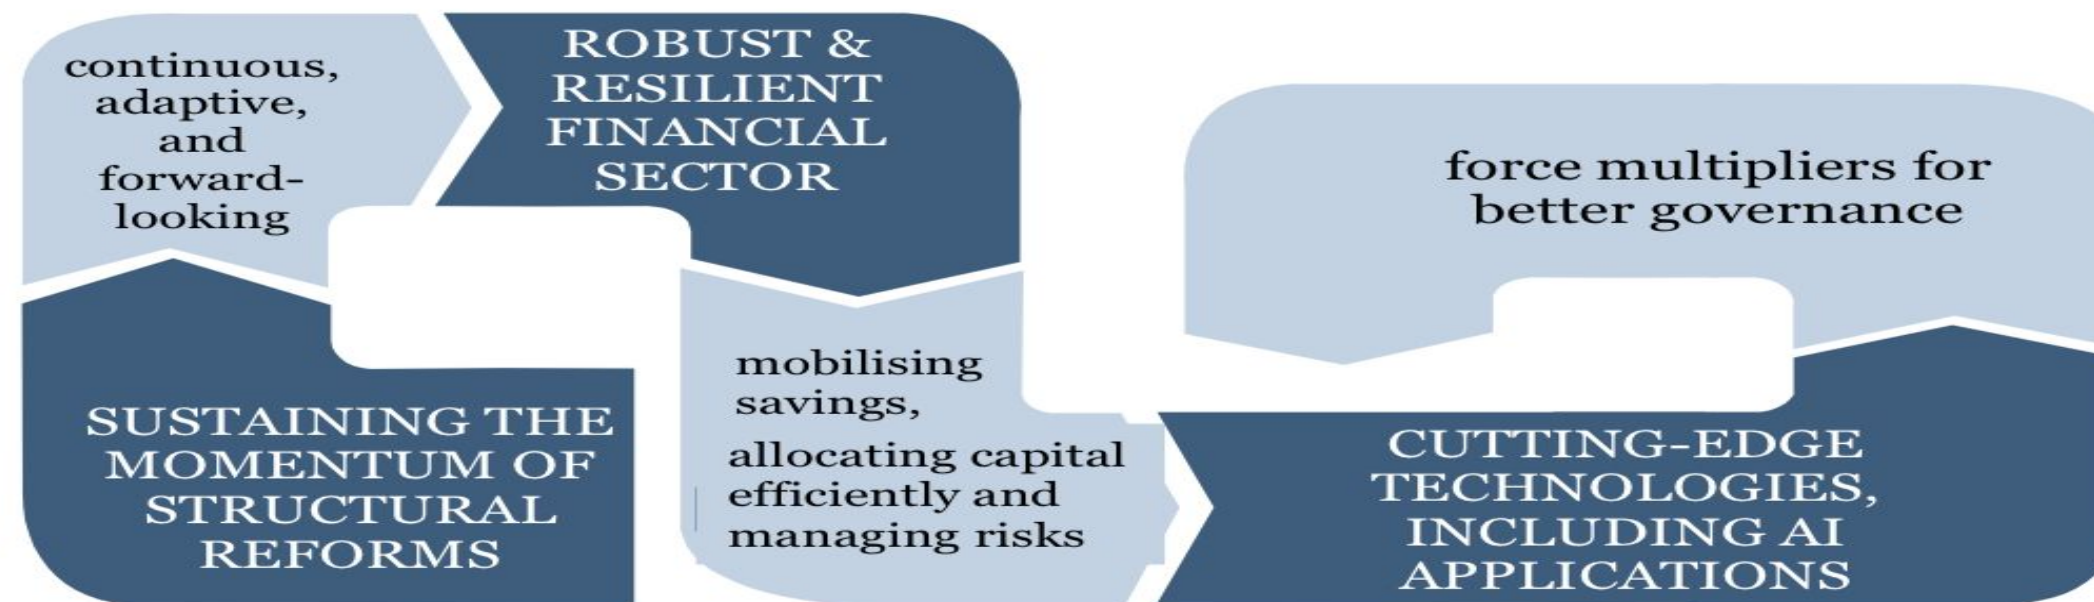 continuous,
adaptive,
and
forward-
looking
SUSTAINING THE
MOMENTUM OF
STRUCTURAL
REFORMS
ROBUST &
RESILIENT
FINANCIAL
SECTOR
mobilising
savings,
allocating capital
efficiently and
managing risks
force multipliers for
better governance
CUTTING-EDGE
TECHNOLOGIES,
INCLUDING AI
APPLICATIONS